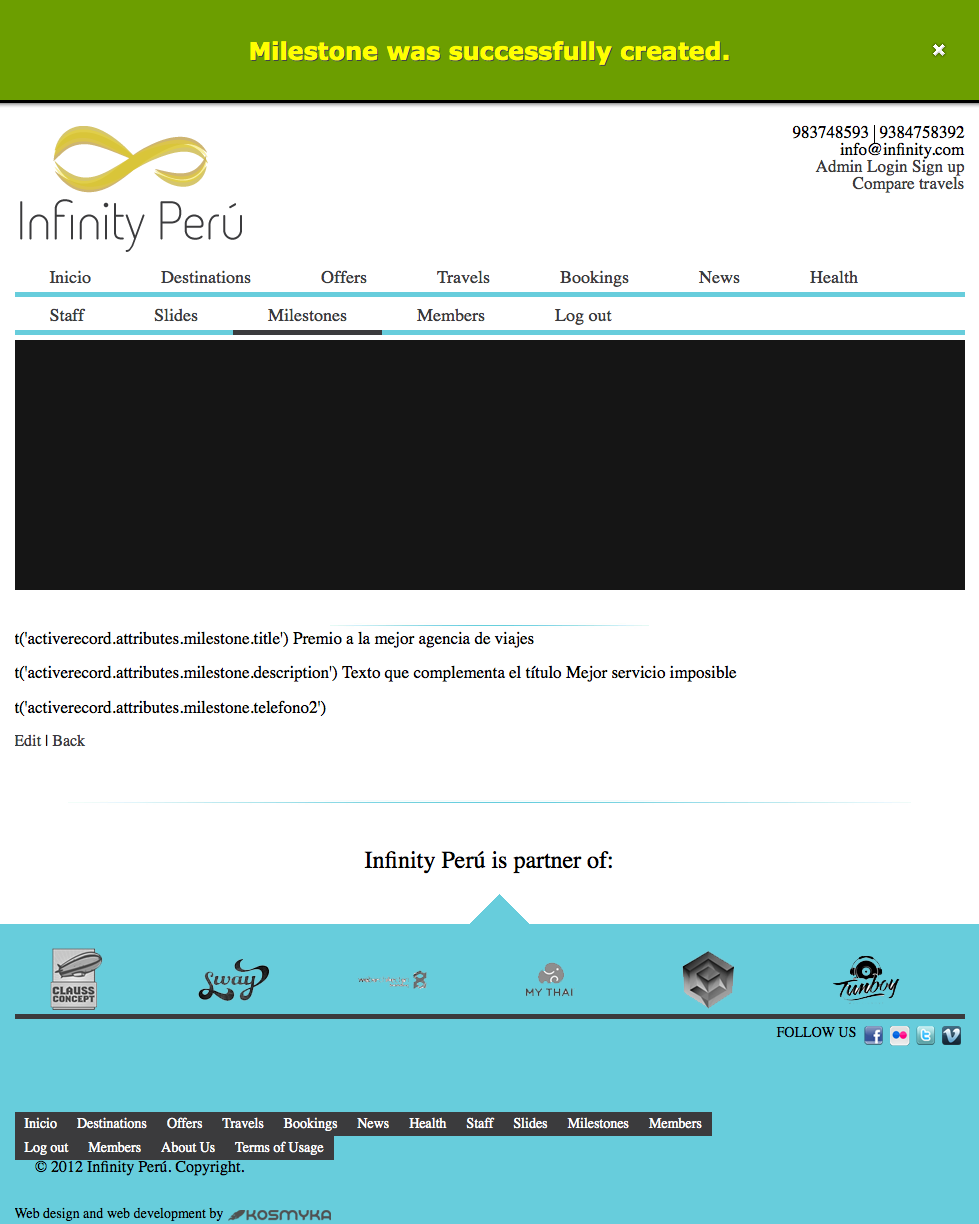 Milestone was successfully created.
983748593 | 9384758392
info@infinity.com
Admin Login Sign up
Compare travels
Infinity Perú
Inicio Destinations Offers Travels Bookings News Health
Staff Slides Milestones Members Log out
t('activerecord.attributes.milestone.title') Premio a la mejor agencia de viajes
t('activerecord.attributes.milestone.description') Texto que complementa el título Mejor servicio imposible
t('activerecord.attributes.milestone.telefono2')
Edit | Back
Infinity Perú is partner of:
CLAUSS CONCEPT
Sway
MY THAI
Tunboy
FOLLOW US
Inicio Destinations Offers Travels Bookings News Health Staff Slides Milestones Members
Log out Members About Us Terms of Usage
© 2012 Infinity Perú. Copyright.
Web design and web development by KOSMYKA